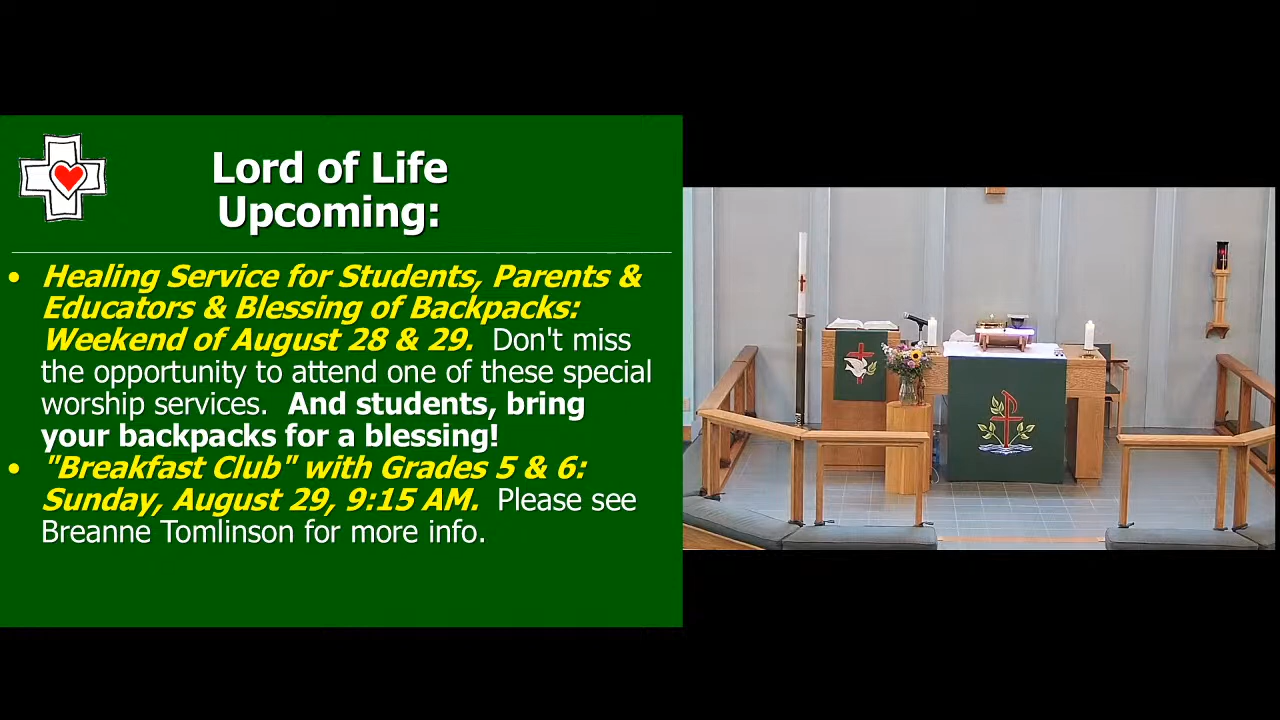 Lord of Life
Upcoming:
• Healing Service for Students, Parents &
Educators & Blessing of Backpacks:
Weekend of August 28 & 29. Don't miss
the opportunity to attend one of these special
worship services. And students, bring
your backpacks for a blessing!
• "Breakfast Club" with Grades 5 & 6:
Sunday, August 29, 9:15 AM. Please see
Breanne Tomlinson for more info.